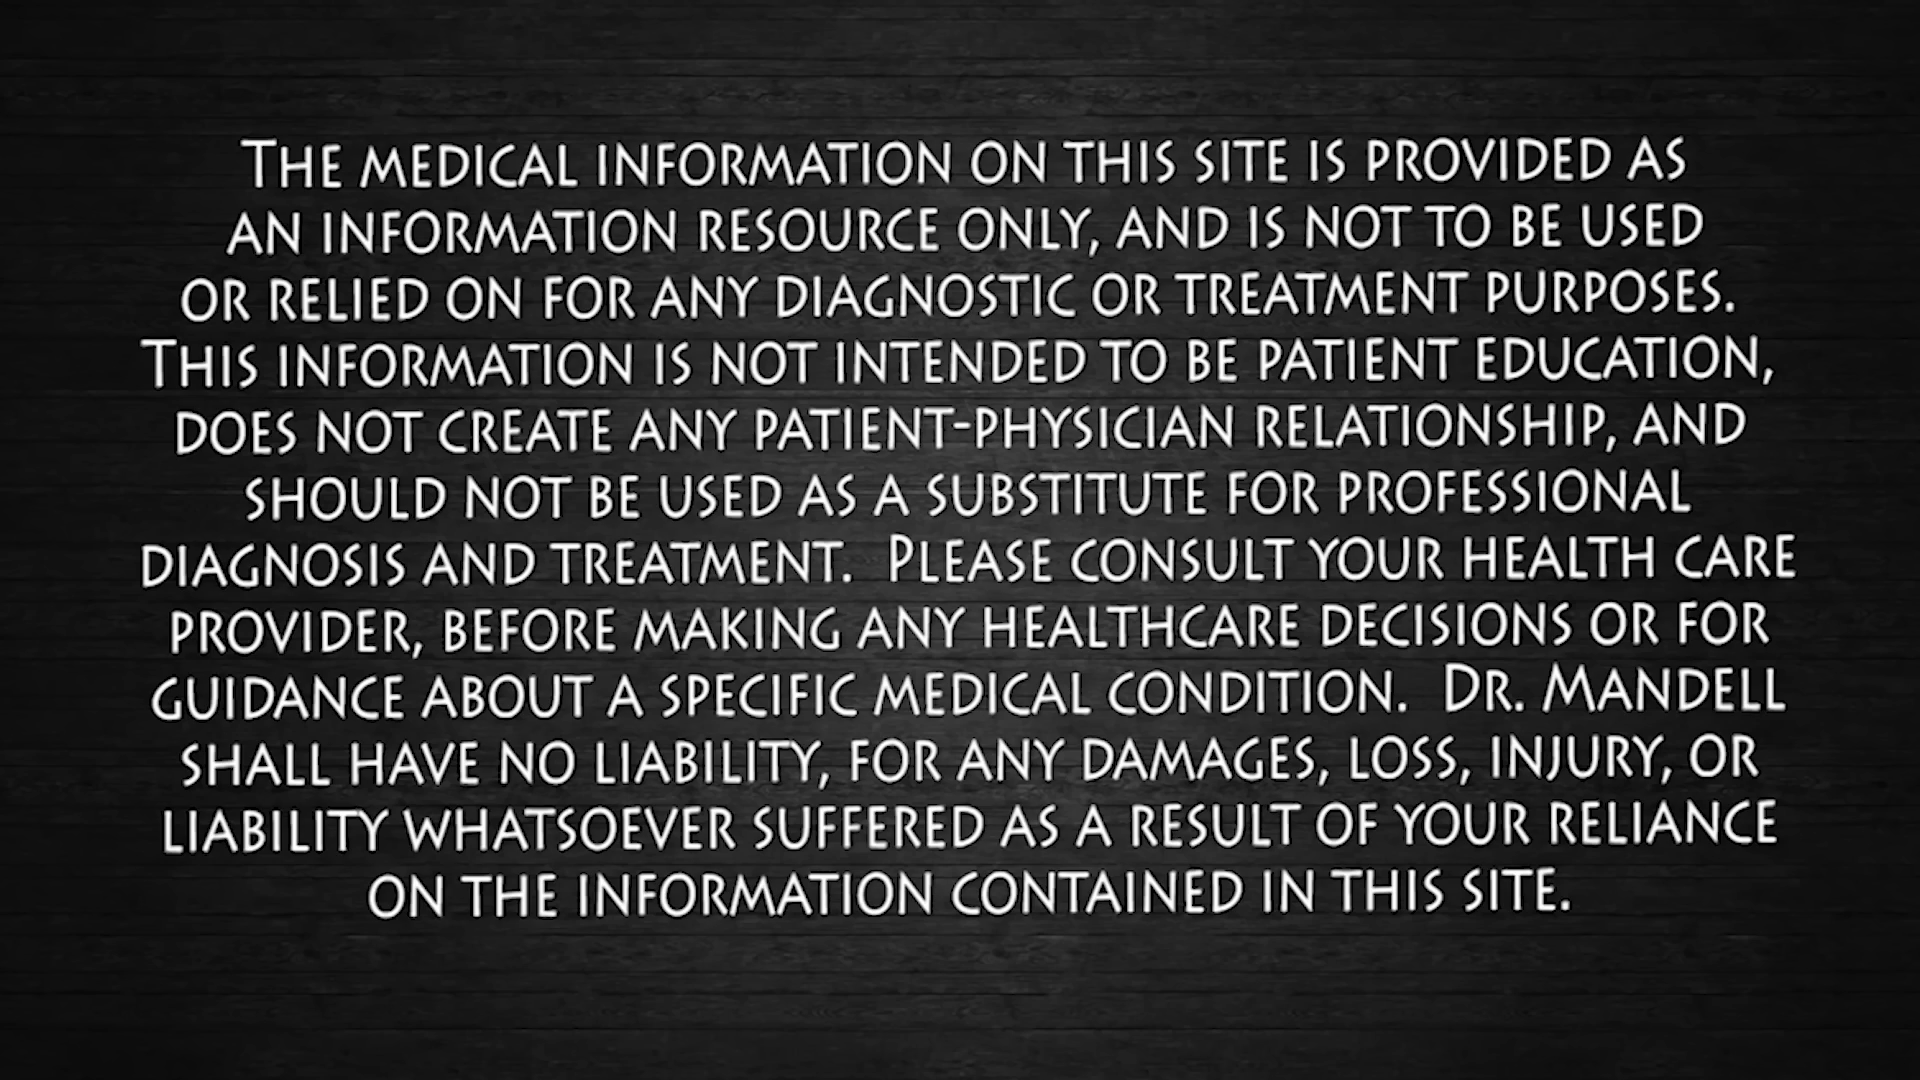 The medical information on this site is provided as
an information resource only, and is not to be used
or relied on for any diagnostic or treatment purposes.
This information is not intended to be patient education,
does not create any patient-physician relationship, and
should not be used as a substitute for professional
diagnosis and treatment.  Please consult your health care
provider, before making any healthcare decisions or for
guidance about a specific medical condition.  Dr. Mandell
shall have no liability, for any damages, loss, injury, or
liability whatsoever suffered as a result of your reliance
on the information contained in this site.